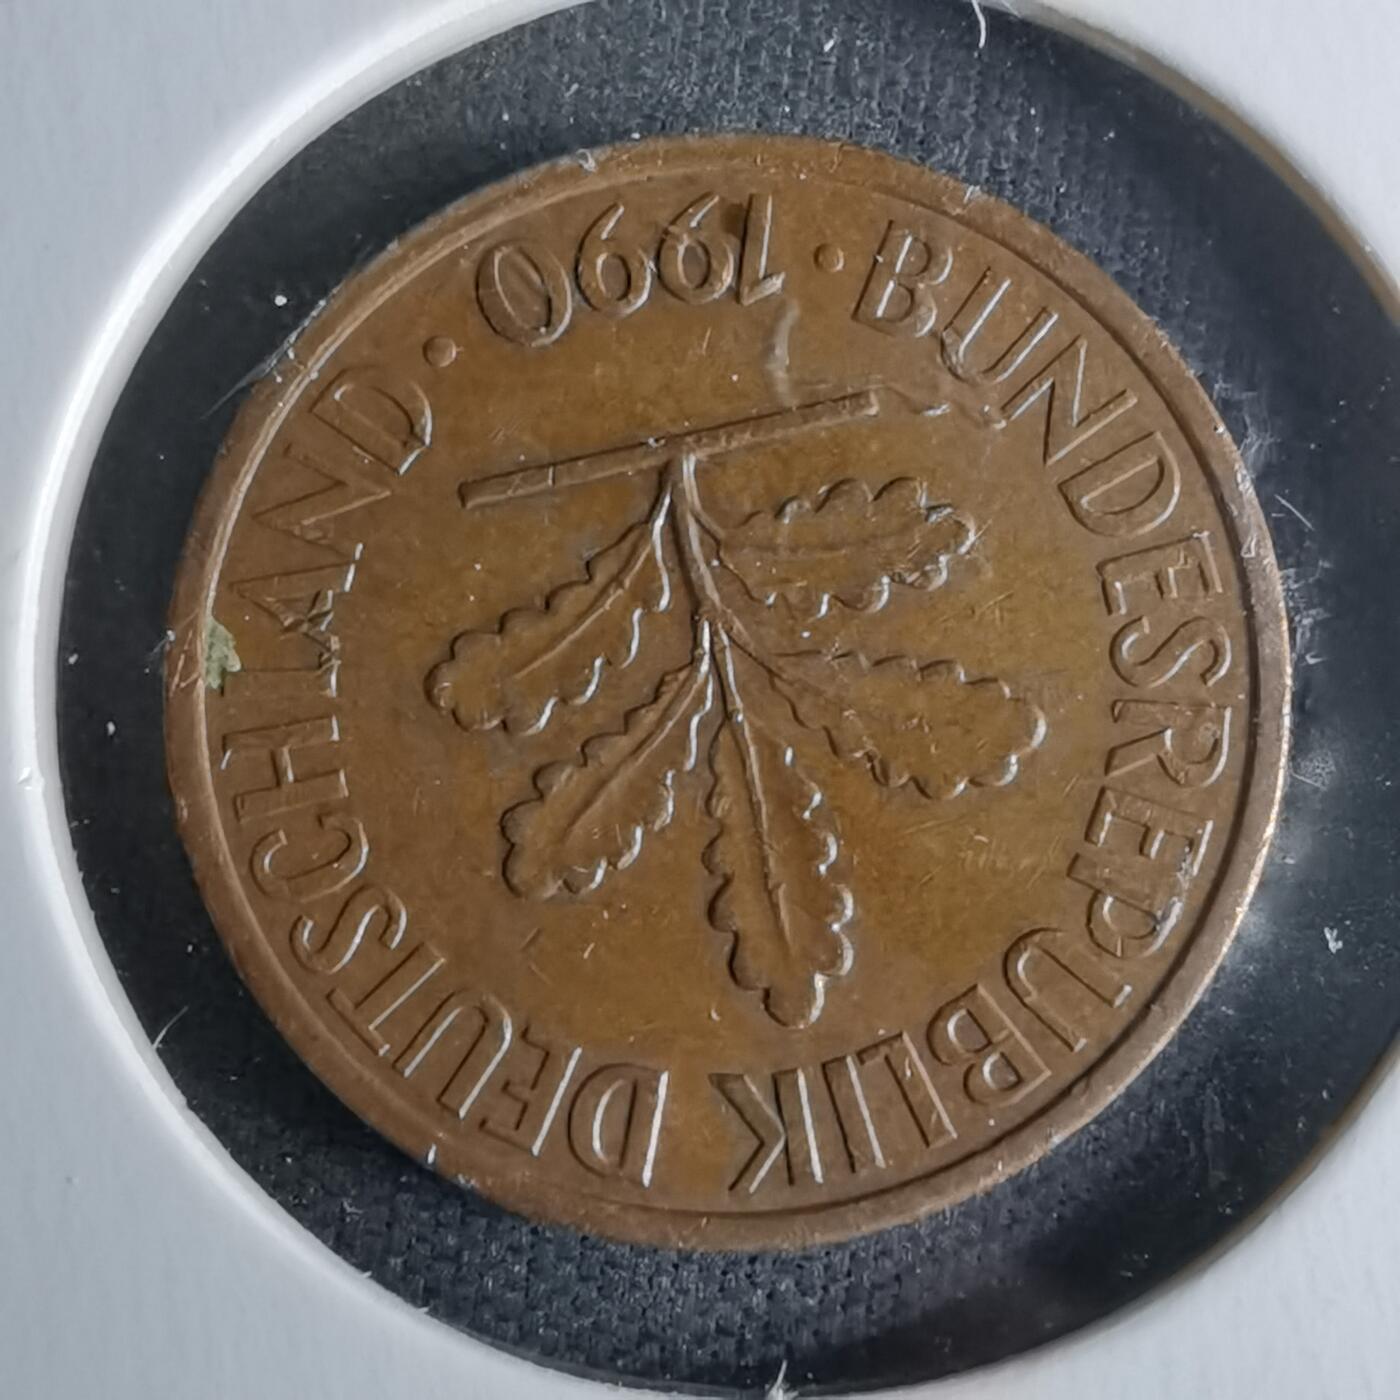 BUNDESREPUBLIK DEUTSCHLAND
· 1990 ·